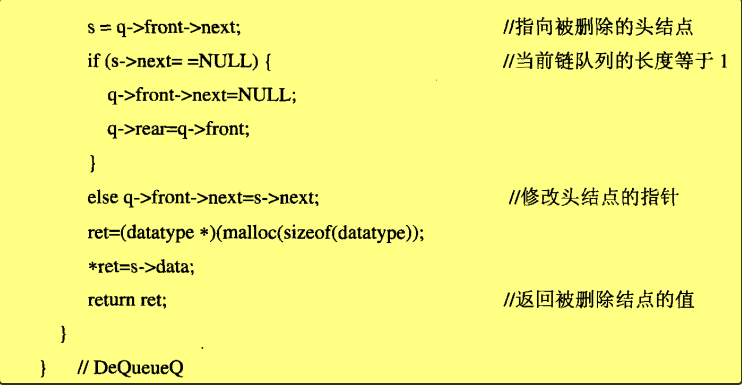 s = q->front->next; //指向被删除的头结点
if (s->next= =NULL) { //当前链队列的长度等于 1
q->front->next=NULL;
q->rear=q->front;
}
else q->front->next=s->next; //修改头结点的指针
ret=(datatype *)(malloc(sizeof(datatype));
*ret=s->data;
return ret; //返回被删除结点的值
}
} // DeQueueQ